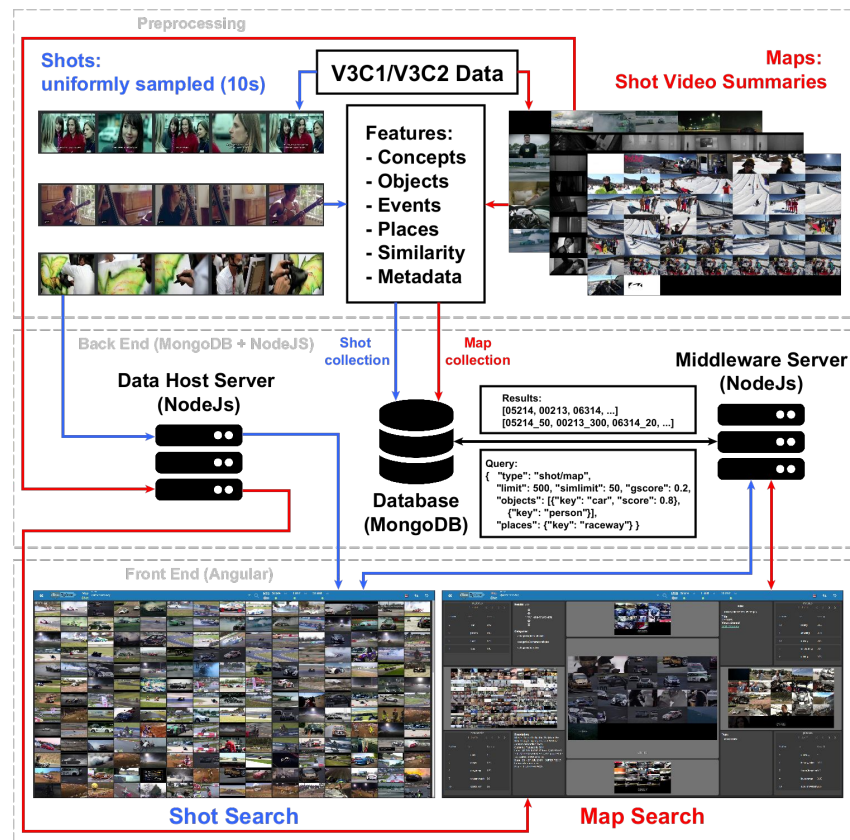 Preprocessing
Shots:
uniformly sampled (10s)
V3C1/V3C2 Data
Maps:
Shot Video Summaries
Features:
- Concepts
- Objects
- Events
- Places
- Similarity
- Metadata
Back End (MongoDB + NodeJS)
Shot
collection
Map
collection
Data Host Server
(NodeJs)
Middleware Server
(NodeJs)
Results:
[05214, 00213, 06314, ...]
[05214_50, 00213_300, 06314_20, ...]
Query:
{ "type": "shot/map",
"limit": 500, "simlimit": 50, "gscore": 0.2,
"objects": [{"key": "car", "score": 0.8},
{"key": "person"}],
"places": {"key": "raceway"} }
Database
(MongoDB)
Front End (Angular)
Shot Search
Map Search